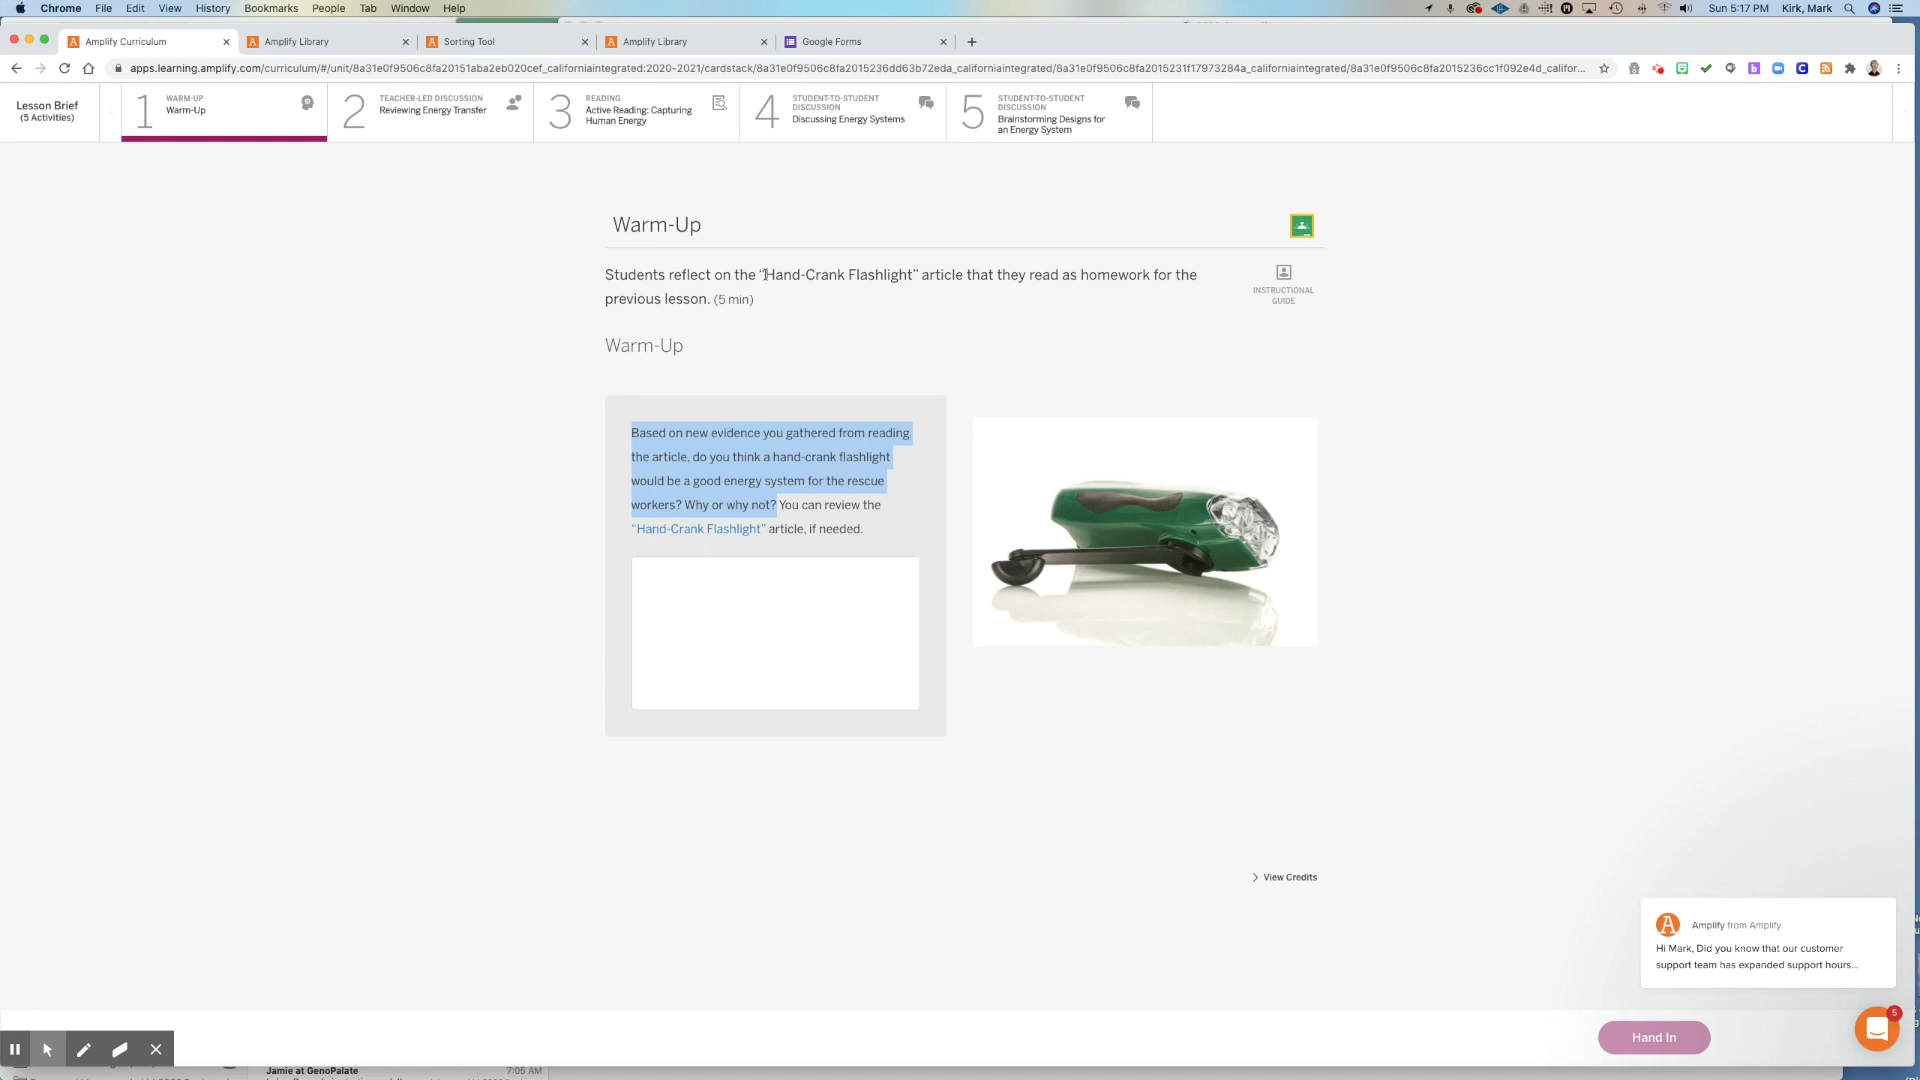 Chrome File Edit View History Bookmarks People Tab Window Help
Sun 5:17 PM Kirk, Mark
Amplify Curriculum
Amplify Library
Sorting Tool
Amplify Library
Google Forms
apps.learning.amplify.com/curriculum/#/unit/8a31e0f9506c8fa20151aba2eb020cef_californiaintegrated:2020-2021/cardstack/8a31e0f9506c8fa2015236dd63b72eda_californiaintegrated/8a31e0f9506c8fa2015231f17973284a_californiaintegrated/8a31e0f9506c8fa2015236cc1f092e4d_califor...
Lesson Brief
(5 Activities)
1
WARM-UP
Warm-Up
2
TEACHER-LED DISCUSSION
Reviewing Energy Transfer
3
READING
Active Reading: Capturing
Human Energy
4
STUDENT-TO-STUDENT
DISCUSSION
Discussing Energy Systems
5
STUDENT-TO-STUDENT
DISCUSSION
Brainstorming Designs for
an Energy System
Warm-Up
Students reflect on the “Hand-Crank Flashlight” article that they read as homework for the
previous lesson. (5 min)
INSTRUCTIONAL
GUIDE
Warm-Up
Based on new evidence you gathered from reading
the article, do you think a hand-crank flashlight
would be a good energy system for the rescue
workers? Why or why not? You can review the
“Hand-Crank Flashlight” article, if needed.
View Credits
Amplify from Amplify
Hi Mark, Did you know that our customer
support team has expanded support hours...
5
Hand In
Jamie at GenoPalate 7:05 AM